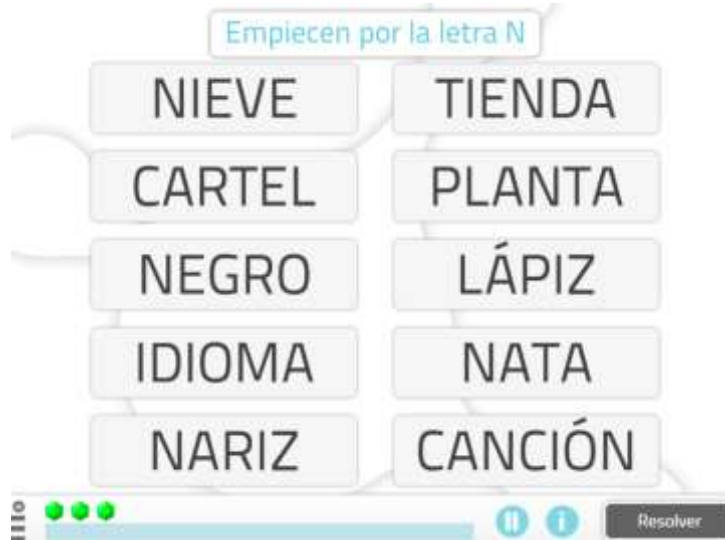 Empiecen por la letra N
NIEVE TIENDA
CARTEL PLANTA
NEGRO LÁPIZ
IDIOMA NATA
NARIZ CANCIÓN
Resolver